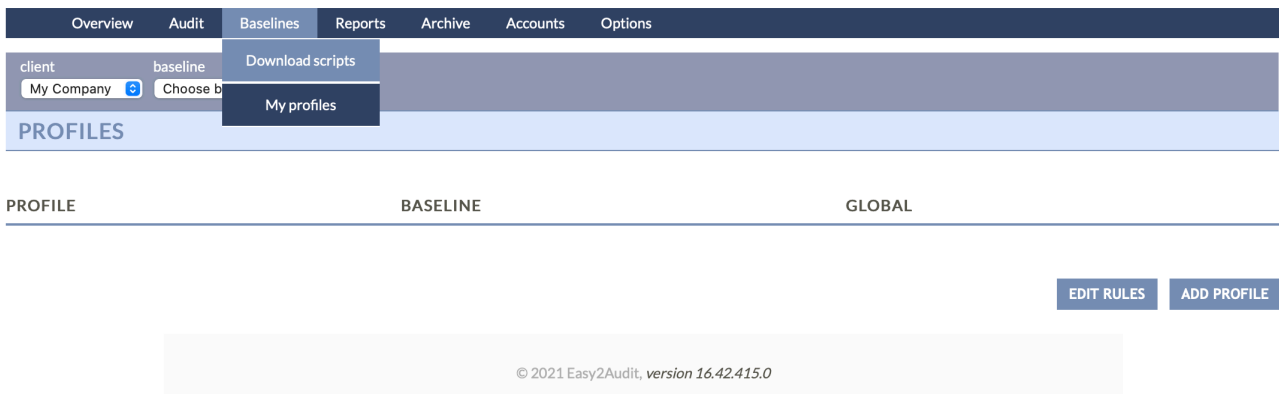 Overview Audit Baselines Reports Archive Accounts Options
Download scripts
My profiles
client baseline
My Company Choose b
PROFILES
PROFILE BASELINE GLOBAL
EDIT RULES ADD PROFILE
© 2021 Easy2Audit, version 16.42.415.0